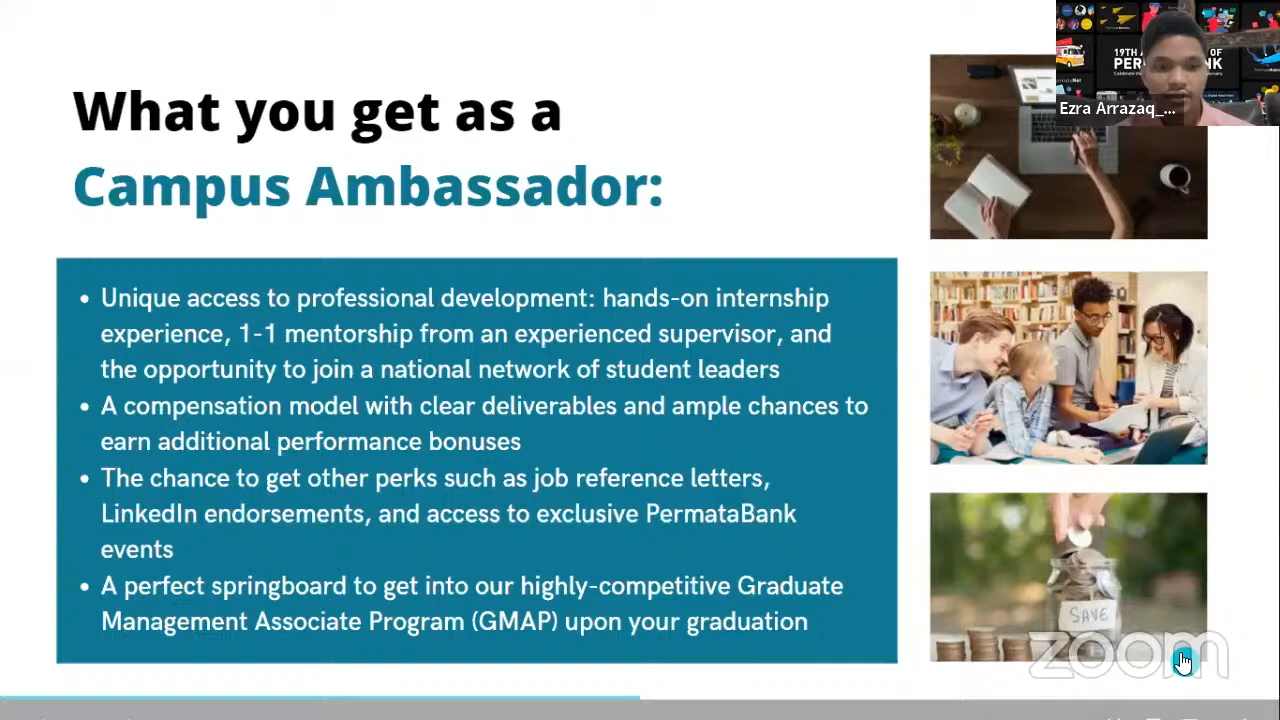 What you get as a
Campus Ambassador:
Unique access to professional development: hands-on internship
experience, 1-1 mentorship from an experienced supervisor, and
the opportunity to join a national network of student leaders
A compensation model with clear deliverables and ample chances to
earn additional performance bonuses
The chance to get other perks such as job reference letters,
LinkedIn endorsements, and access to exclusive PermataBank
events
A perfect springboard to get into our highly-competitive Graduate
Management Associate Program (GMAP) upon your graduation
19TH
OF
Ezra Arrazaq_...
SAVE
zoom